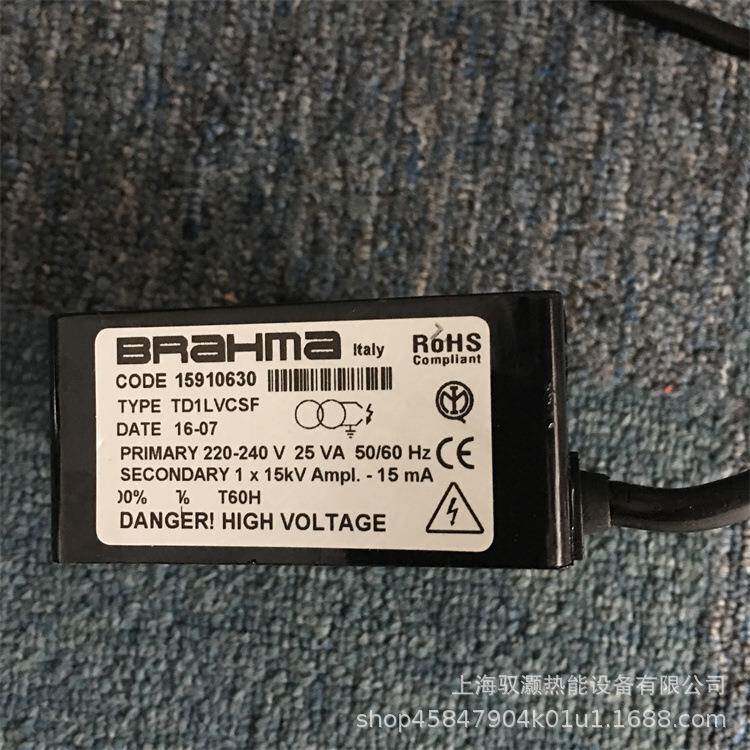 BRAHMA Italy
RoHS
Compliant
CODE 15910630
TYPE TD1LVCSF
DATE 16-07
PRIMARY 220-240 V 25 VA 50/60 Hz
CE
SECONDARY 1 x 15kV Ampl. - 15 mA
00% % T60H
DANGER! HIGH VOLTAGE
上海驭灏热能设备有限公司
shop45847904k01u1.1688.com